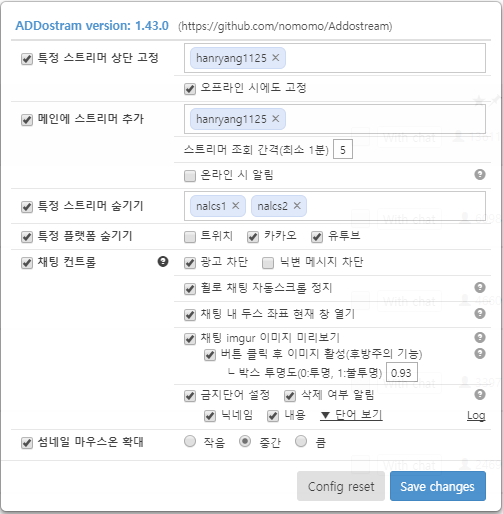 ADDostram version: 1.43.0 (https://github.com/nomomo/Addostream)
특정 스트리머 상단 고정 hanryang1125 ×
오프라인 시에도 고정
메인에 스트리머 추가 hanryang1125 ×
스트리머 조회 간격(최소 1분) 5
온라인 시 알림
특정 스트리머 숨기기 nalcs1 × nalcs2 ×
특정 플랫폼 숨기기 트위치 카카오 유투브
채팅 컨트롤 광고 차단 닉변 메시지 차단
휠로 채팅 자동스크롤 정지
채팅 내 두스 좌표 현재 창 열기
채팅 imgur 이미지 미리보기
버튼 클릭 후 이미지 활성(후방주의 기능)
ㄴ박스 투명도(0:투명, 1:불투명) 0.93
금지단어 설정 삭제 여부 알림
닉네임 내용 ▼ 단어 보기 Log
섬네일 마우스온 확대 작음 중간 큼
Config reset Save changes